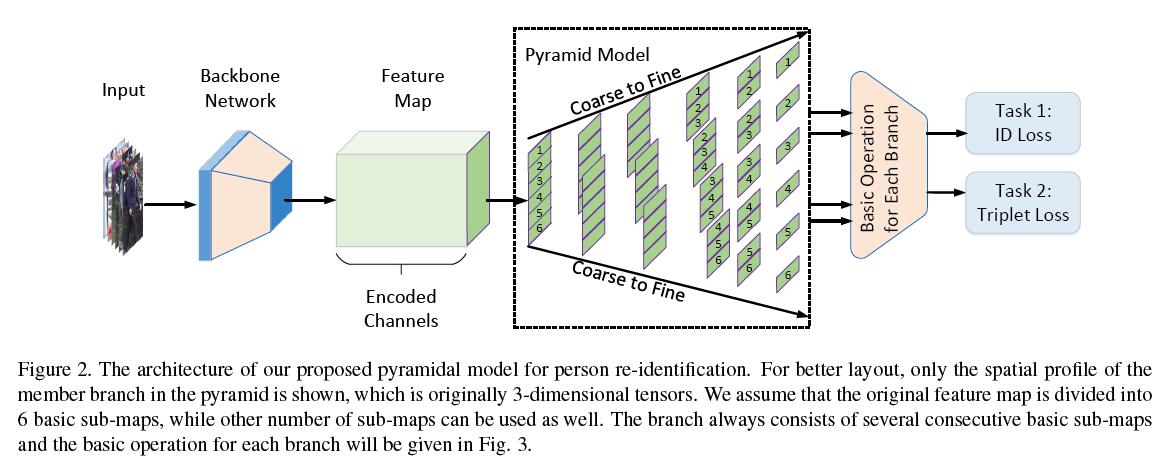 Input
Backbone
Network
Feature
Map
Encoded
Channels
Pyramid Model
Coarse to Fine
Coarse to Fine
1
2
3
4
5
6
1
2
3
2
3
4
3
4
5
4
5
6
1
2
2
3
3
4
4
5
5
6
1
2
3
4
5
6
Basic Operation
for Each Branch
Task 1:
ID Loss
Task 2:
Triplet Loss
Figure 2. The architecture of our proposed pyramidal model for person re-identification. For better layout, only the spatial profile of the
member branch in the pyramid is shown, which is originally 3-dimensional tensors. We assume that the original feature map is divided into
6 basic sub-maps, while other number of sub-maps can be used as well. The branch always consists of several consecutive basic sub-maps
and the basic operation for each branch will be given in Fig. 3.